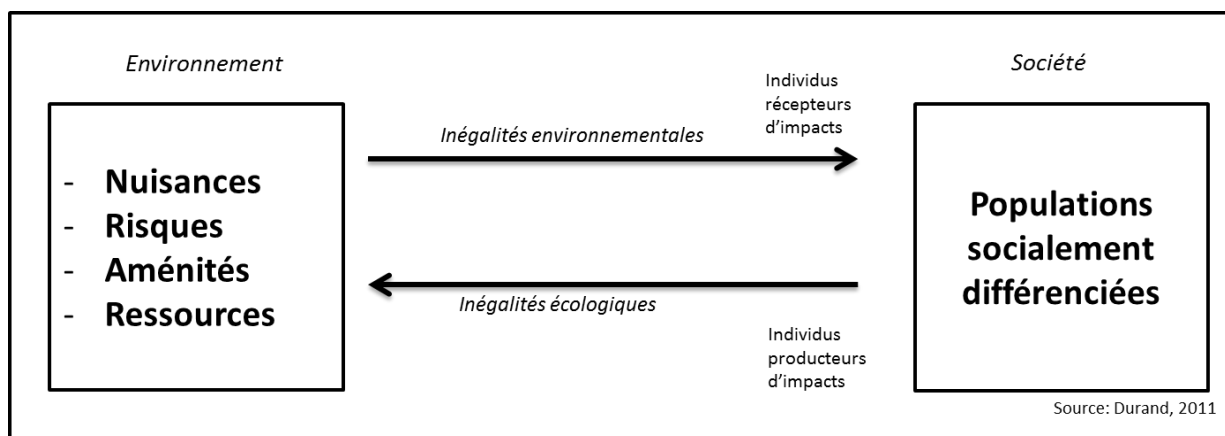 Environnement
Société
Individus
récepteurs
d'impacts
Inégalités environnementales
- Nuisances
- Risques
- Aménités
- Ressources
Populations
socialement
différenciées
Inégalités écologiques
Individus
producteurs
d'impacts
Source: Durand, 2011